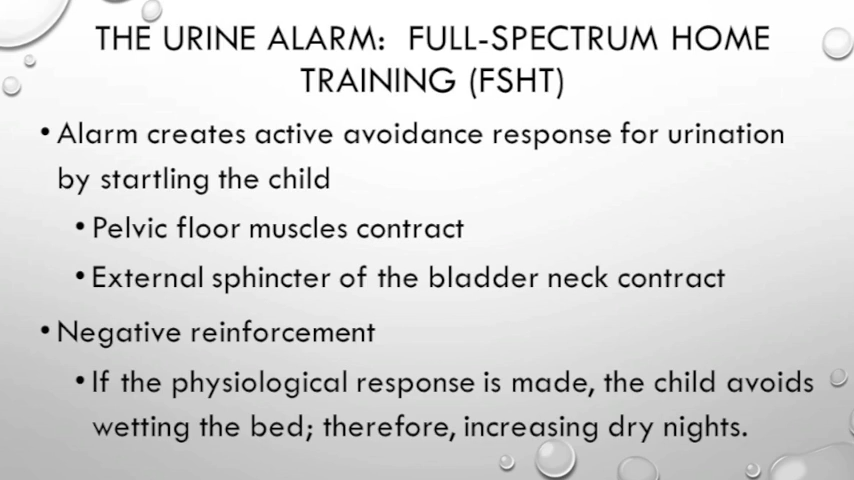 THE URINE ALARM: FULL-SPECTRUM HOME
TRAINING (FSHT)
• Alarm creates active avoidance response for urination
by startling the child
• Pelvic floor muscles contract
• External sphincter of the bladder neck contract
• Negative reinforcement
• If the physiological response is made, the child avoids
wetting the bed; therefore, increasing dry nights.